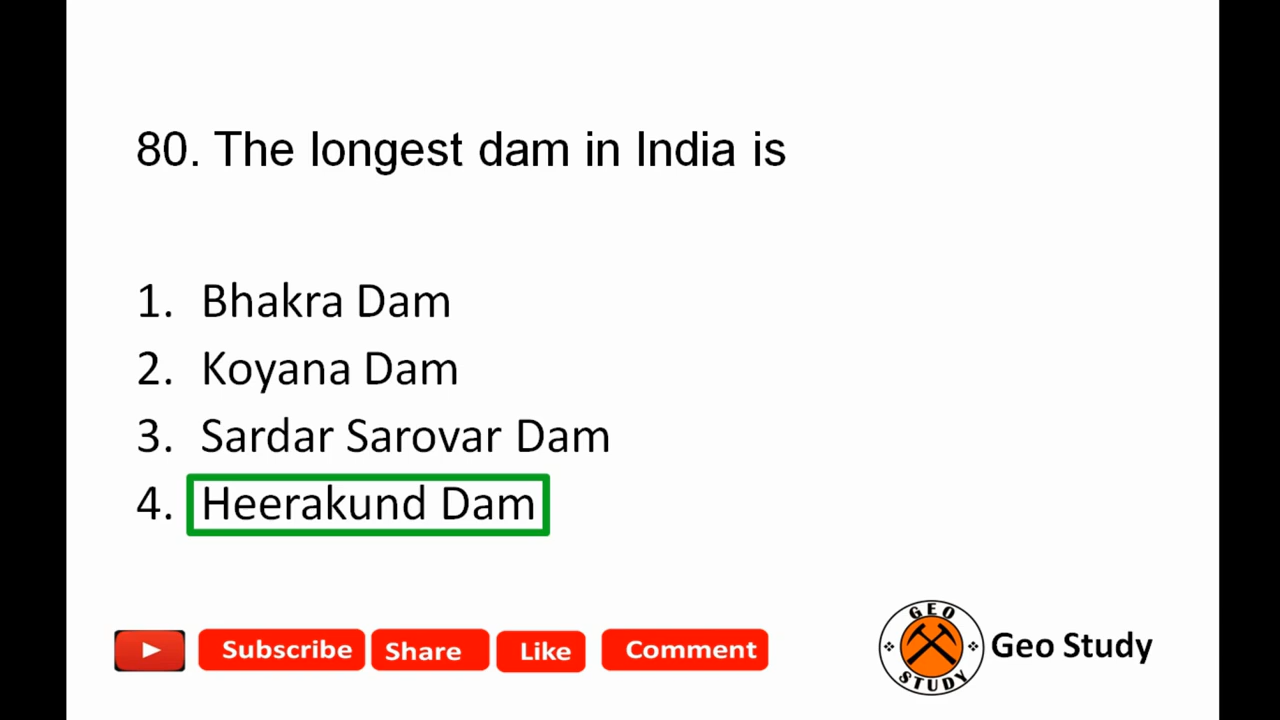 80. The longest dam in India is
1. Bhakra Dam
2. Koyana Dam
3. Sardar Sarovar Dam
4. Heerakund Dam
Subscribe Share Like Comment
GEO STUDY
Geo Study